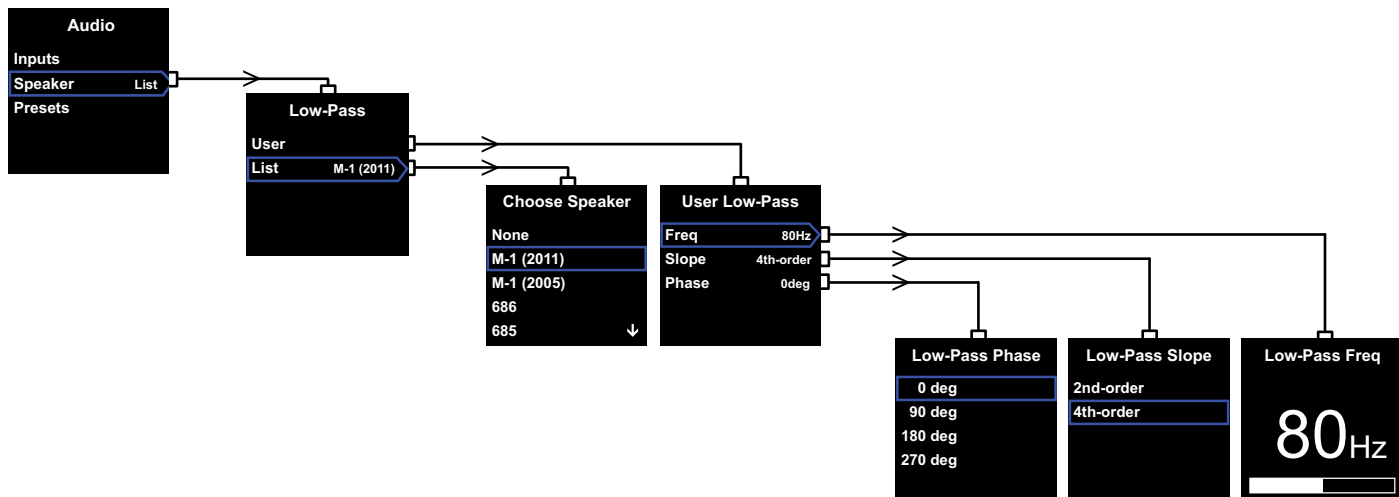 Audio
Inputs
Speaker List
Presets
Low-Pass
User
List M-1 (2011)
Choose Speaker
None
M-1 (2011)
M-1 (2005)
686
685
User Low-Pass
Freq 80Hz
Slope 4th-order
Phase 0deg
Low-Pass Phase
0 deg
90 deg
180 deg
270 deg
Low-Pass Slope
2nd-order
4th-order
Low-Pass Freq
80Hz